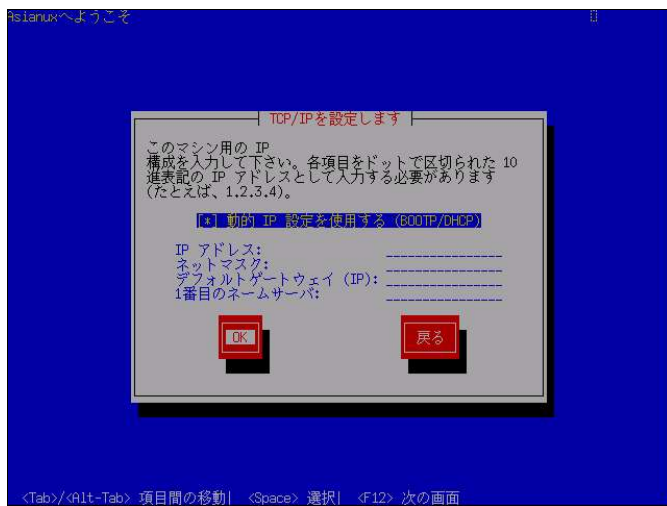 Asianuxへようこそ
TCP/IPを設定します
このマシン用の IP
構成を入力して下さい。各項目をドットで区切られた 10
進表記の IP アドレスとして入力する必要があります
(たとえば、1.2.3.4)。
[*] 動的 IP 設定を使用する (BOOTP/DHCP)
IP アドレス:
ネットマスク:
デフォルトゲートウェイ (IP):
1番目のネームサーバ:
OK 戻る
<Tab>/<Alt-Tab> 項目間の移動| <Space> 選択| <F12> 次の画面